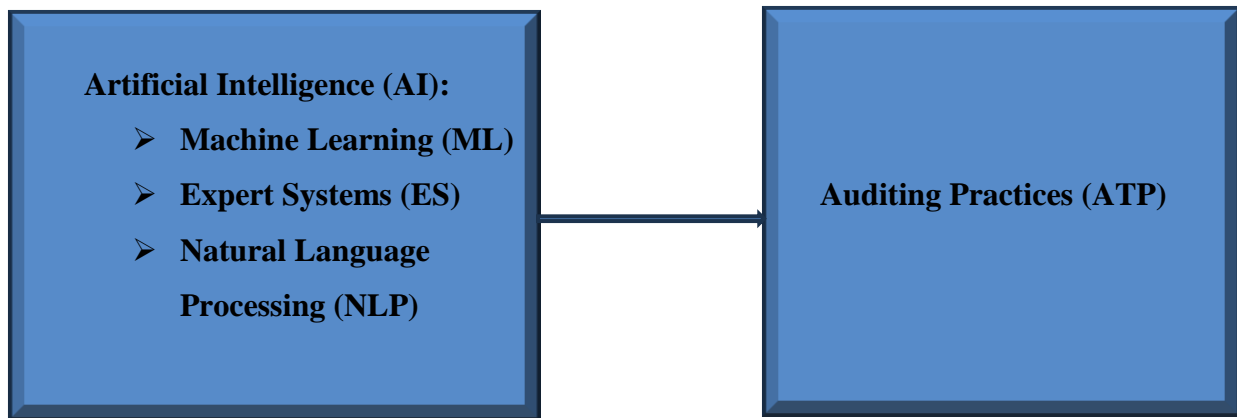 Artificial Intelligence (AI):
➢ Machine Learning (ML)
➢ Expert Systems (ES)
➢ Natural Language
Processing (NLP)
Auditing Practices (ATP)